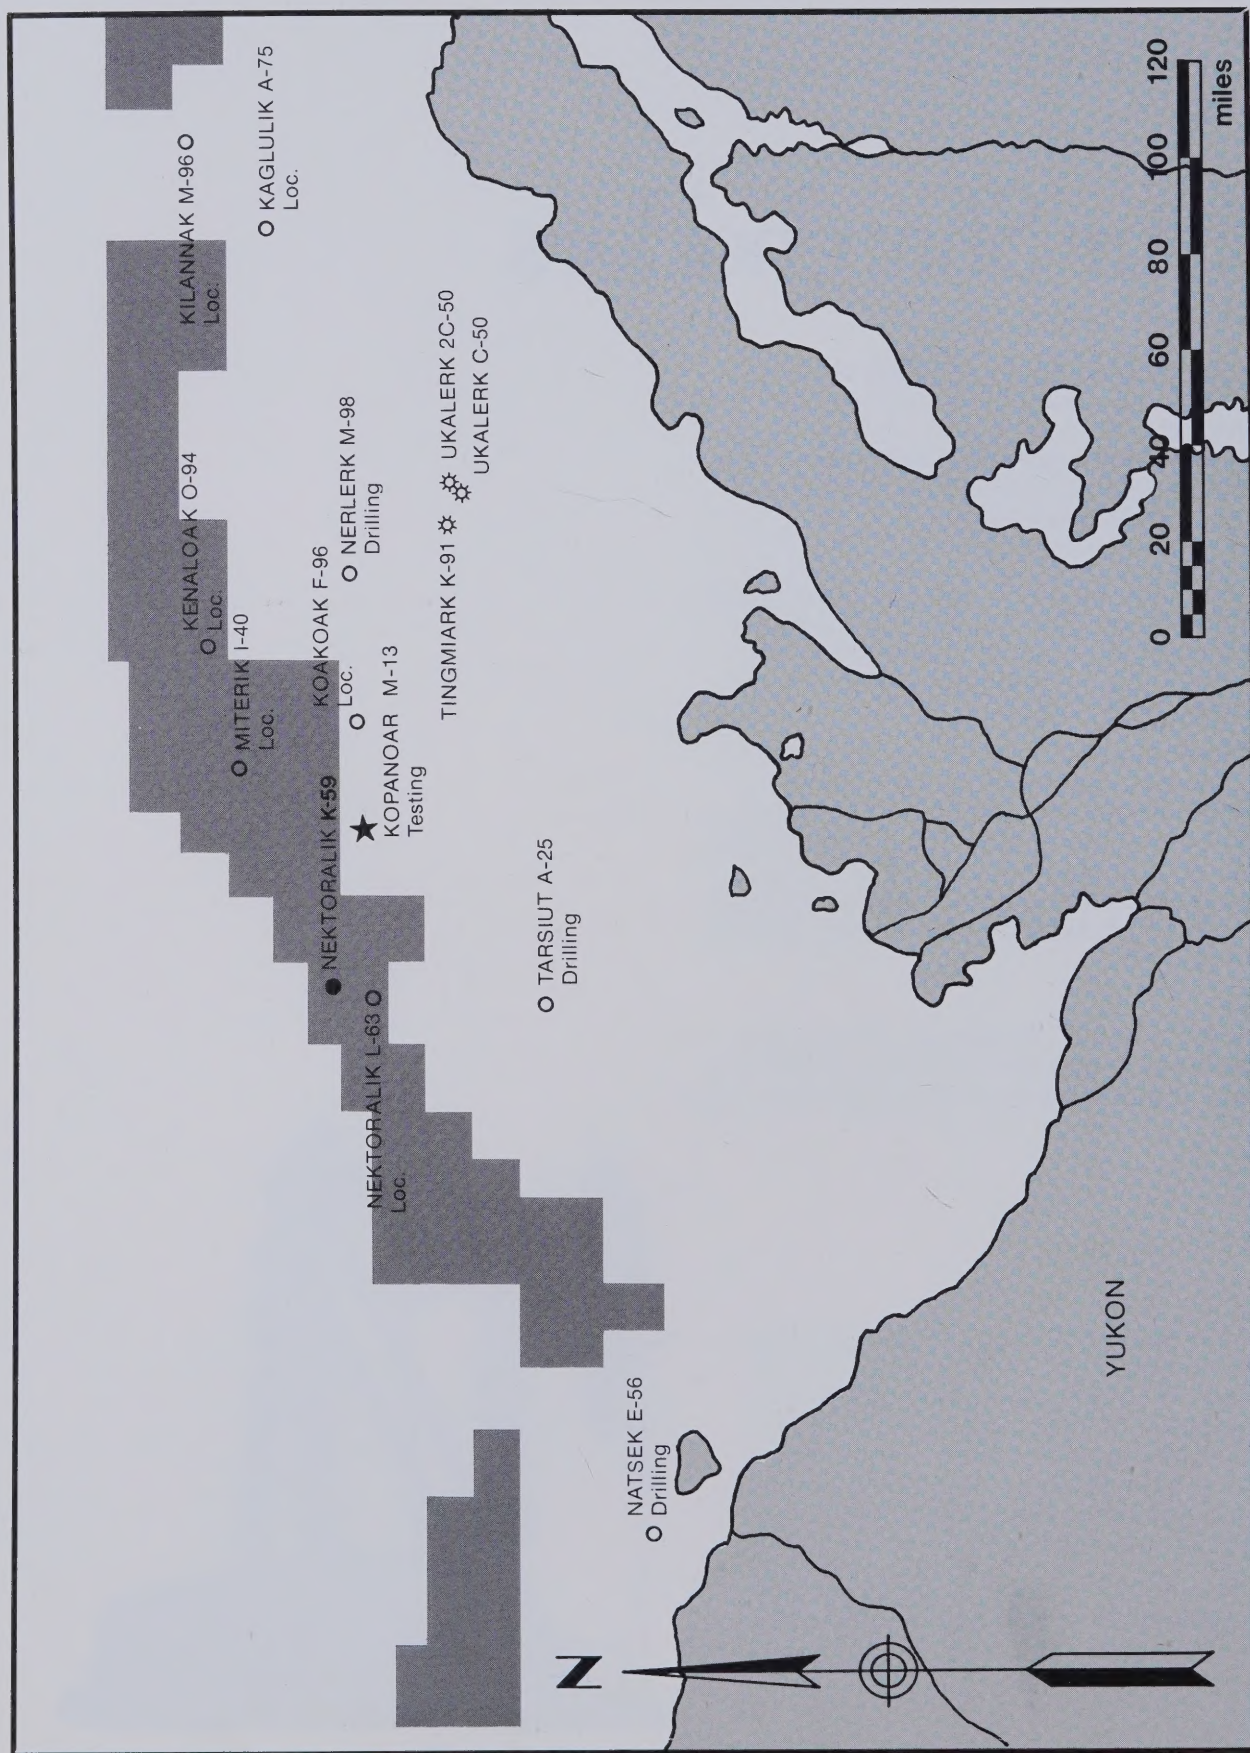 KENALOAK O-94
Loc.
KILANNAK M-96
Loc.
MITERIK I-40
Loc.
KAGLULIK A-75
Loc.
NEKTORALIK K-59
KOAKOAK F-96
Loc.
NERLERK M-98
Drilling
NEKTORALIK L-63
Loc.
KOPANOAR M-13
Testing
TINGMIARK K-91
UKALERK 2C-50
UKALERK C-50
TARSIUT A-25
Drilling
N
NATSEK E-56
Drilling
YUKON
0 20 40 60 80 100 120
miles